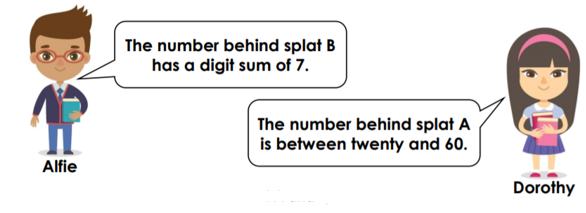 The number behind splat B
has a digit sum of 7.
The number behind splat A
is between twenty and 60.
Alfie
Dorothy